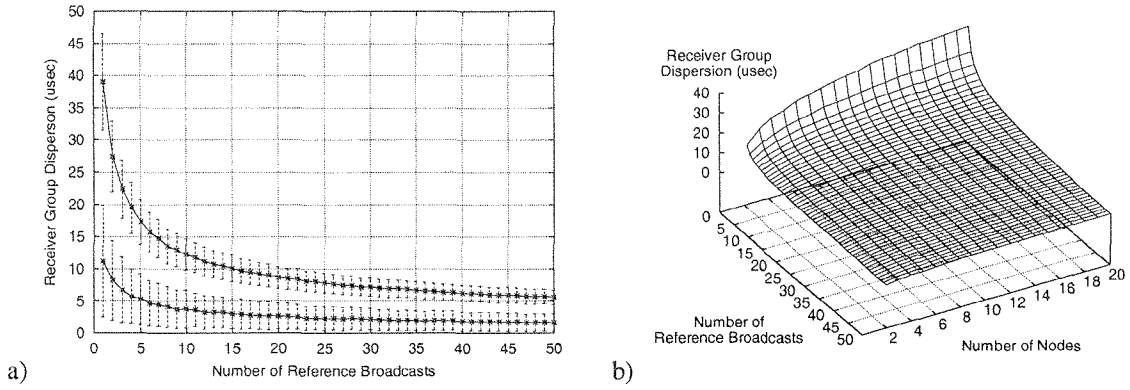 Receiver Group Disperson (usec)
50
45
40
35
30
25
20
15
10
5
0
0 5 10 15 20 25 30 35 40 45 50
Number of Reference Broadcasts
a)
Receiver Group
Dispersion (usec)
40
30
20
10
0
0
5
10
15
20
25
30
35
40
45
50
Number of
Reference Broadcasts
2 4 6 8 10 12 14 16 18 20
Number of Nodes
b)